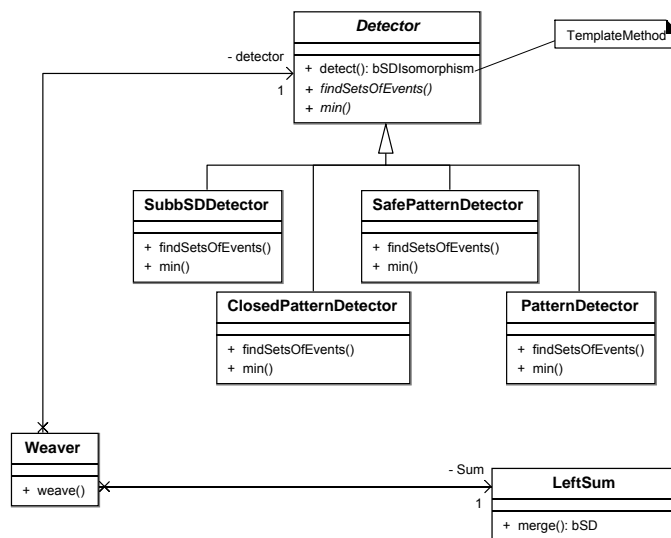 Detector
TemplateMethod
- detector
1
+ detect(): bSDIsomorphism
+ findSetsOfEvents()
+ min()
SubbSDDetector
+ findSetsOfEvents()
+ min()
SafePatternDetector
+ findSetsOfEvents()
+ min()
ClosedPatternDetector
+ findSetsOfEvents()
+ min()
PatternDetector
+ findSetsOfEvents()
+ min()
Weaver
+ weave()
- Sum
1
LeftSum
+ merge(): bSD